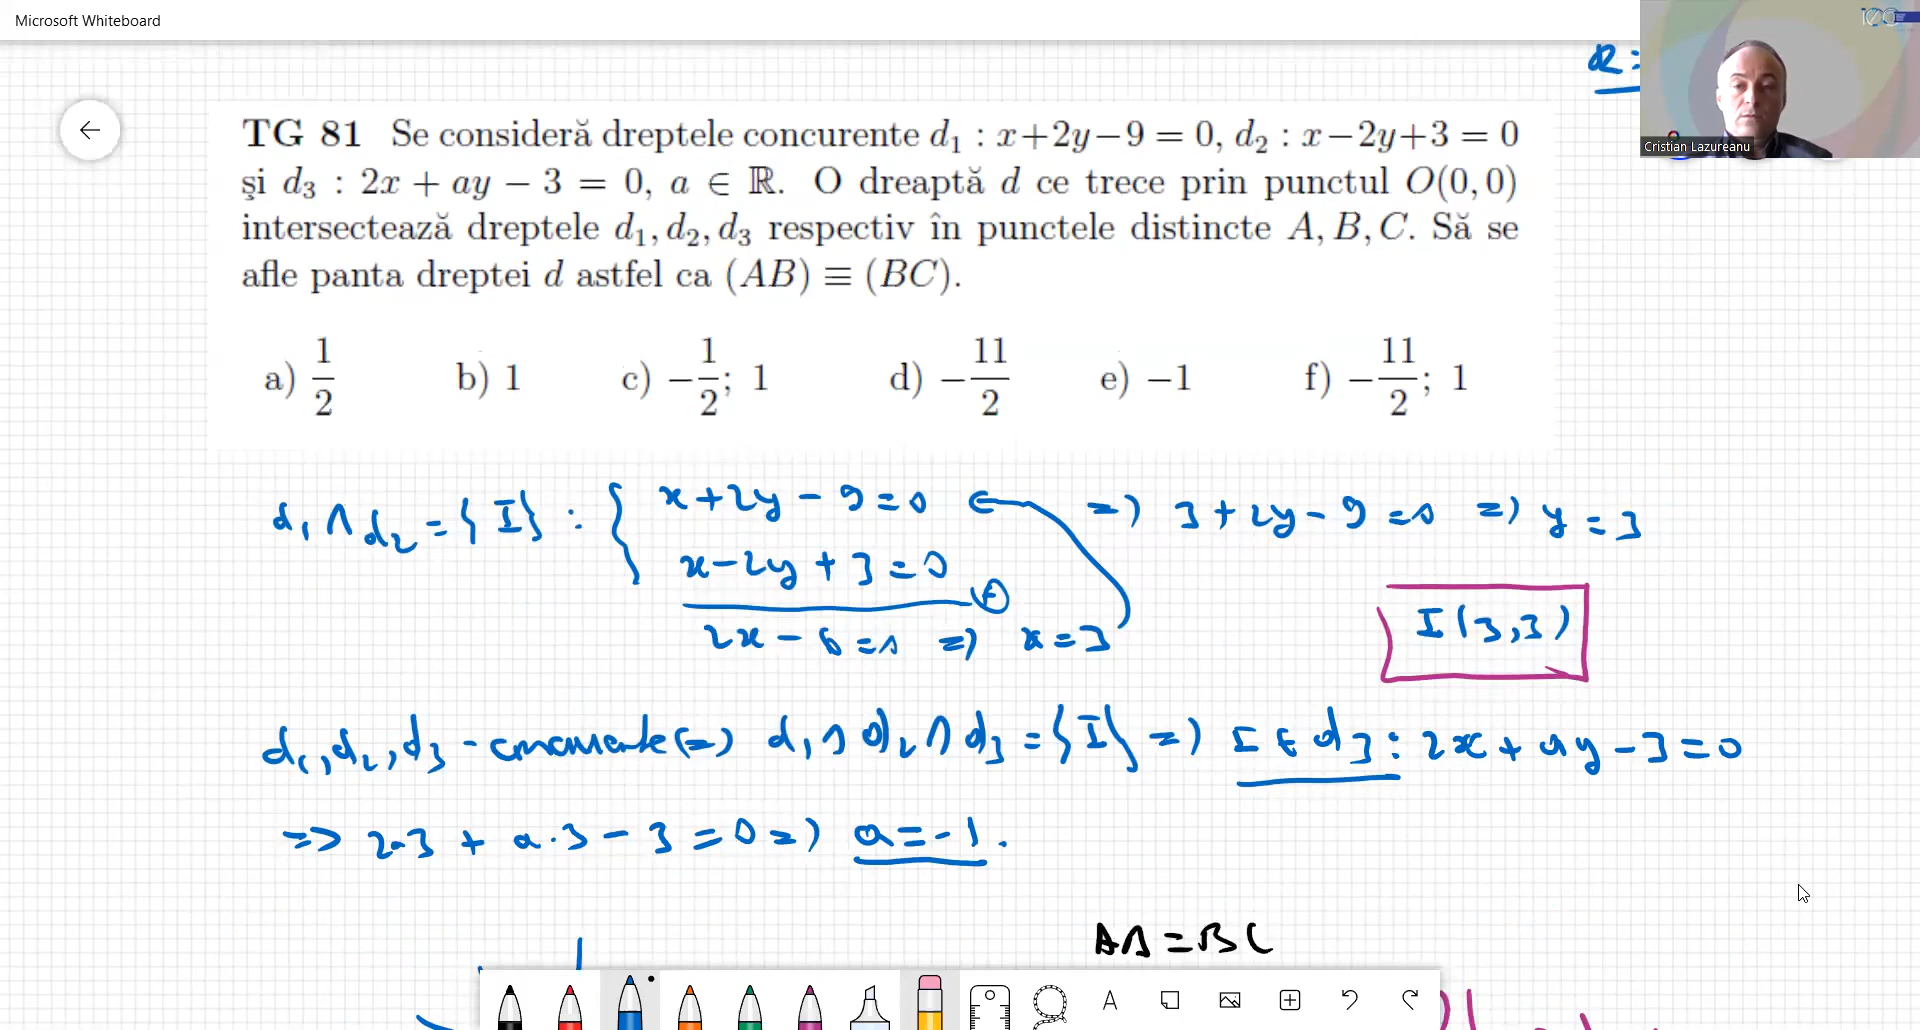 Microsoft Whiteboard
R =
Cristian Lazureanu
TG 81 Se consideră dreptele concurente d₁ : x+2y−9 = 0, d₂ : x−2y+3 = 0
şi d₃ : 2x + ay − 3 = 0, a ∈ ℝ. O dreaptă d ce trece prin punctul O(0,0)
intersectează dreptele d₁, d₂, d₃ respectiv în punctele distincte A, B, C. Să se
afle panta dreptei d astfel ca (AB) ≡ (BC).
a) 1/2 b) 1 c) −1/2; 1 d) −11/2 e) −1 f) −11/2; 1
d₁ ∩ d₂ = {I} : { x+2y−9=0 => 3+2y−9=0 => y=3
x−2y+3=0 (+)
2x−6=0 => x=3
I(3,3)
d₁, d₂, d₃ - concurente (=) d₁ ∩ d₂ ∩ d₃ = {I} => I ∈ d₃ : 2x + ay − 3 = 0
=> 2·3 + a·3 − 3 = 0 => a = −1.
AB = BC
A